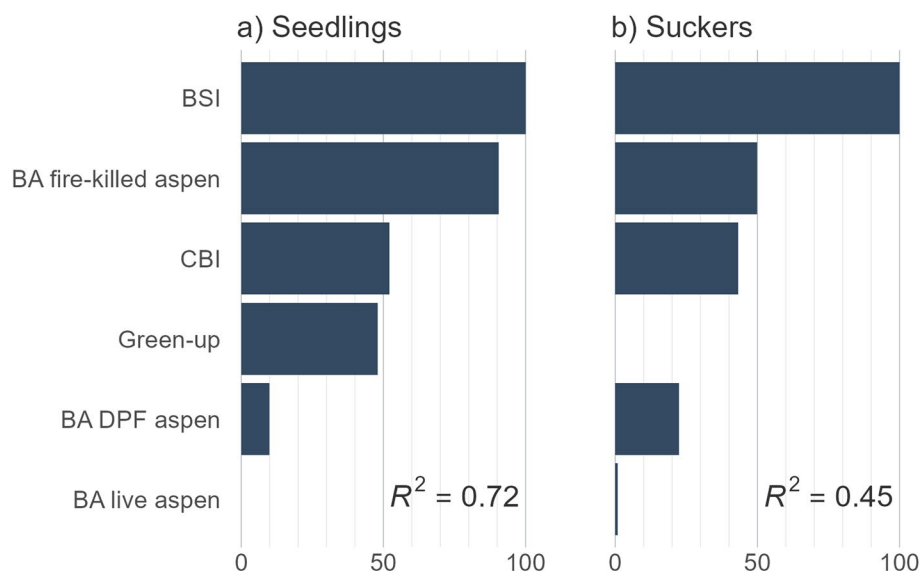 a) Seedlings
b) Suckers
BSI
BA fire-killed aspen
CBI
Green-up
BA DPF aspen
BA live aspen
R² = 0.72
R² = 0.45
0 50 100
0 50 100